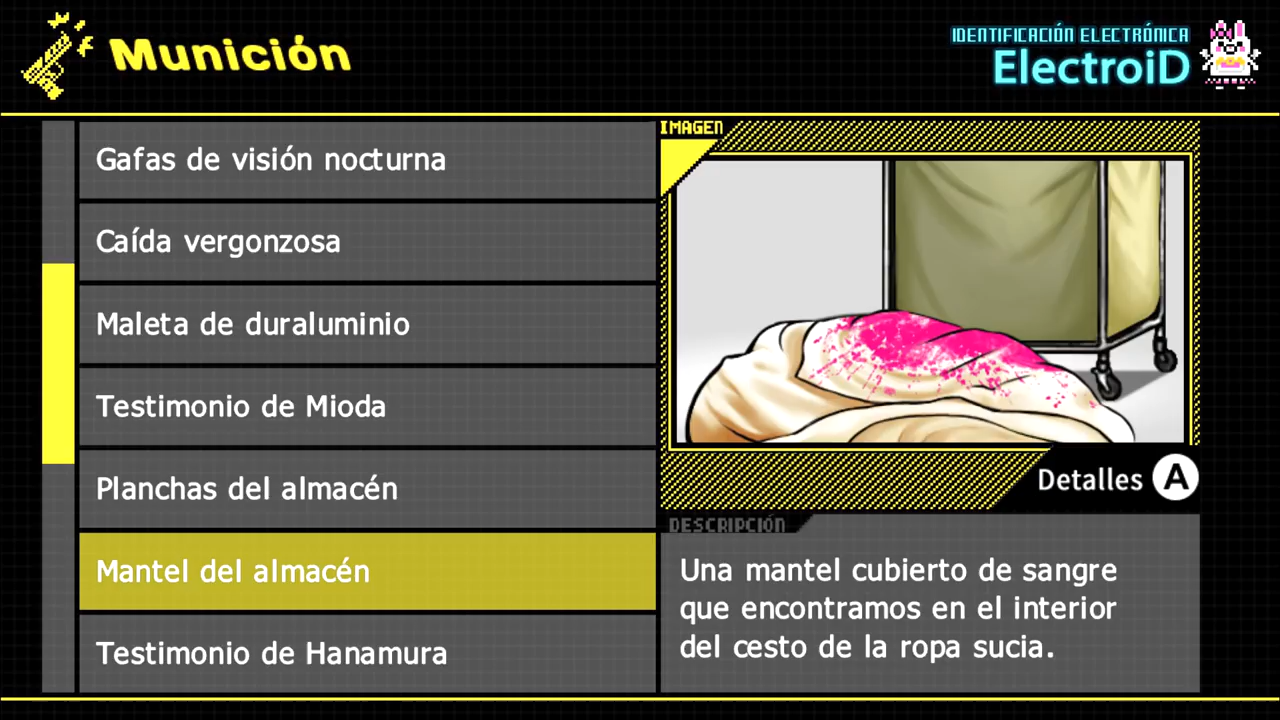 Munición
IDENTIFICACIÓN ELECTRÓNICA
ElectroiD
Gafas de visión nocturna
Caída vergonzosa
Maleta de duraluminio
Testimonio de Mioda
Planchas del almacén
Mantel del almacén
Testimonio de Hanamura
IMAGEN
Detalles A
DESCRIPCIÓN
Una mantel cubierto de sangre
que encontramos en el interior
del cesto de la ropa sucia.